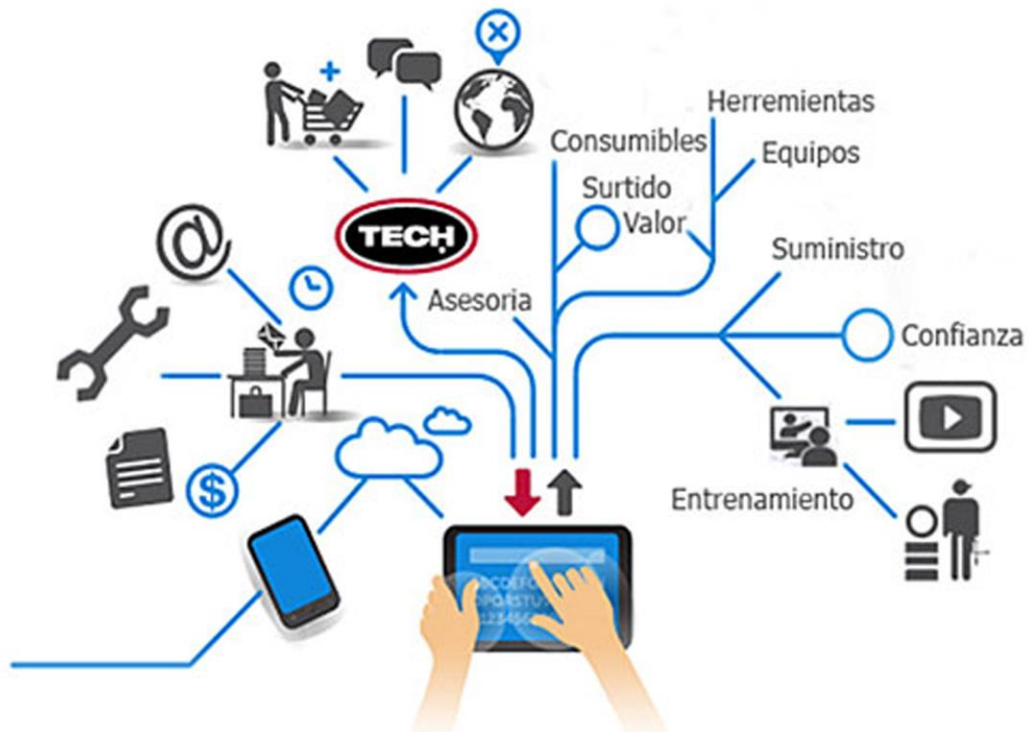 Herremientas
Consumibles
Equipos
Surtido
Valor
TECH
Suministro
Asesoria
Confianza
$
Entrenamiento